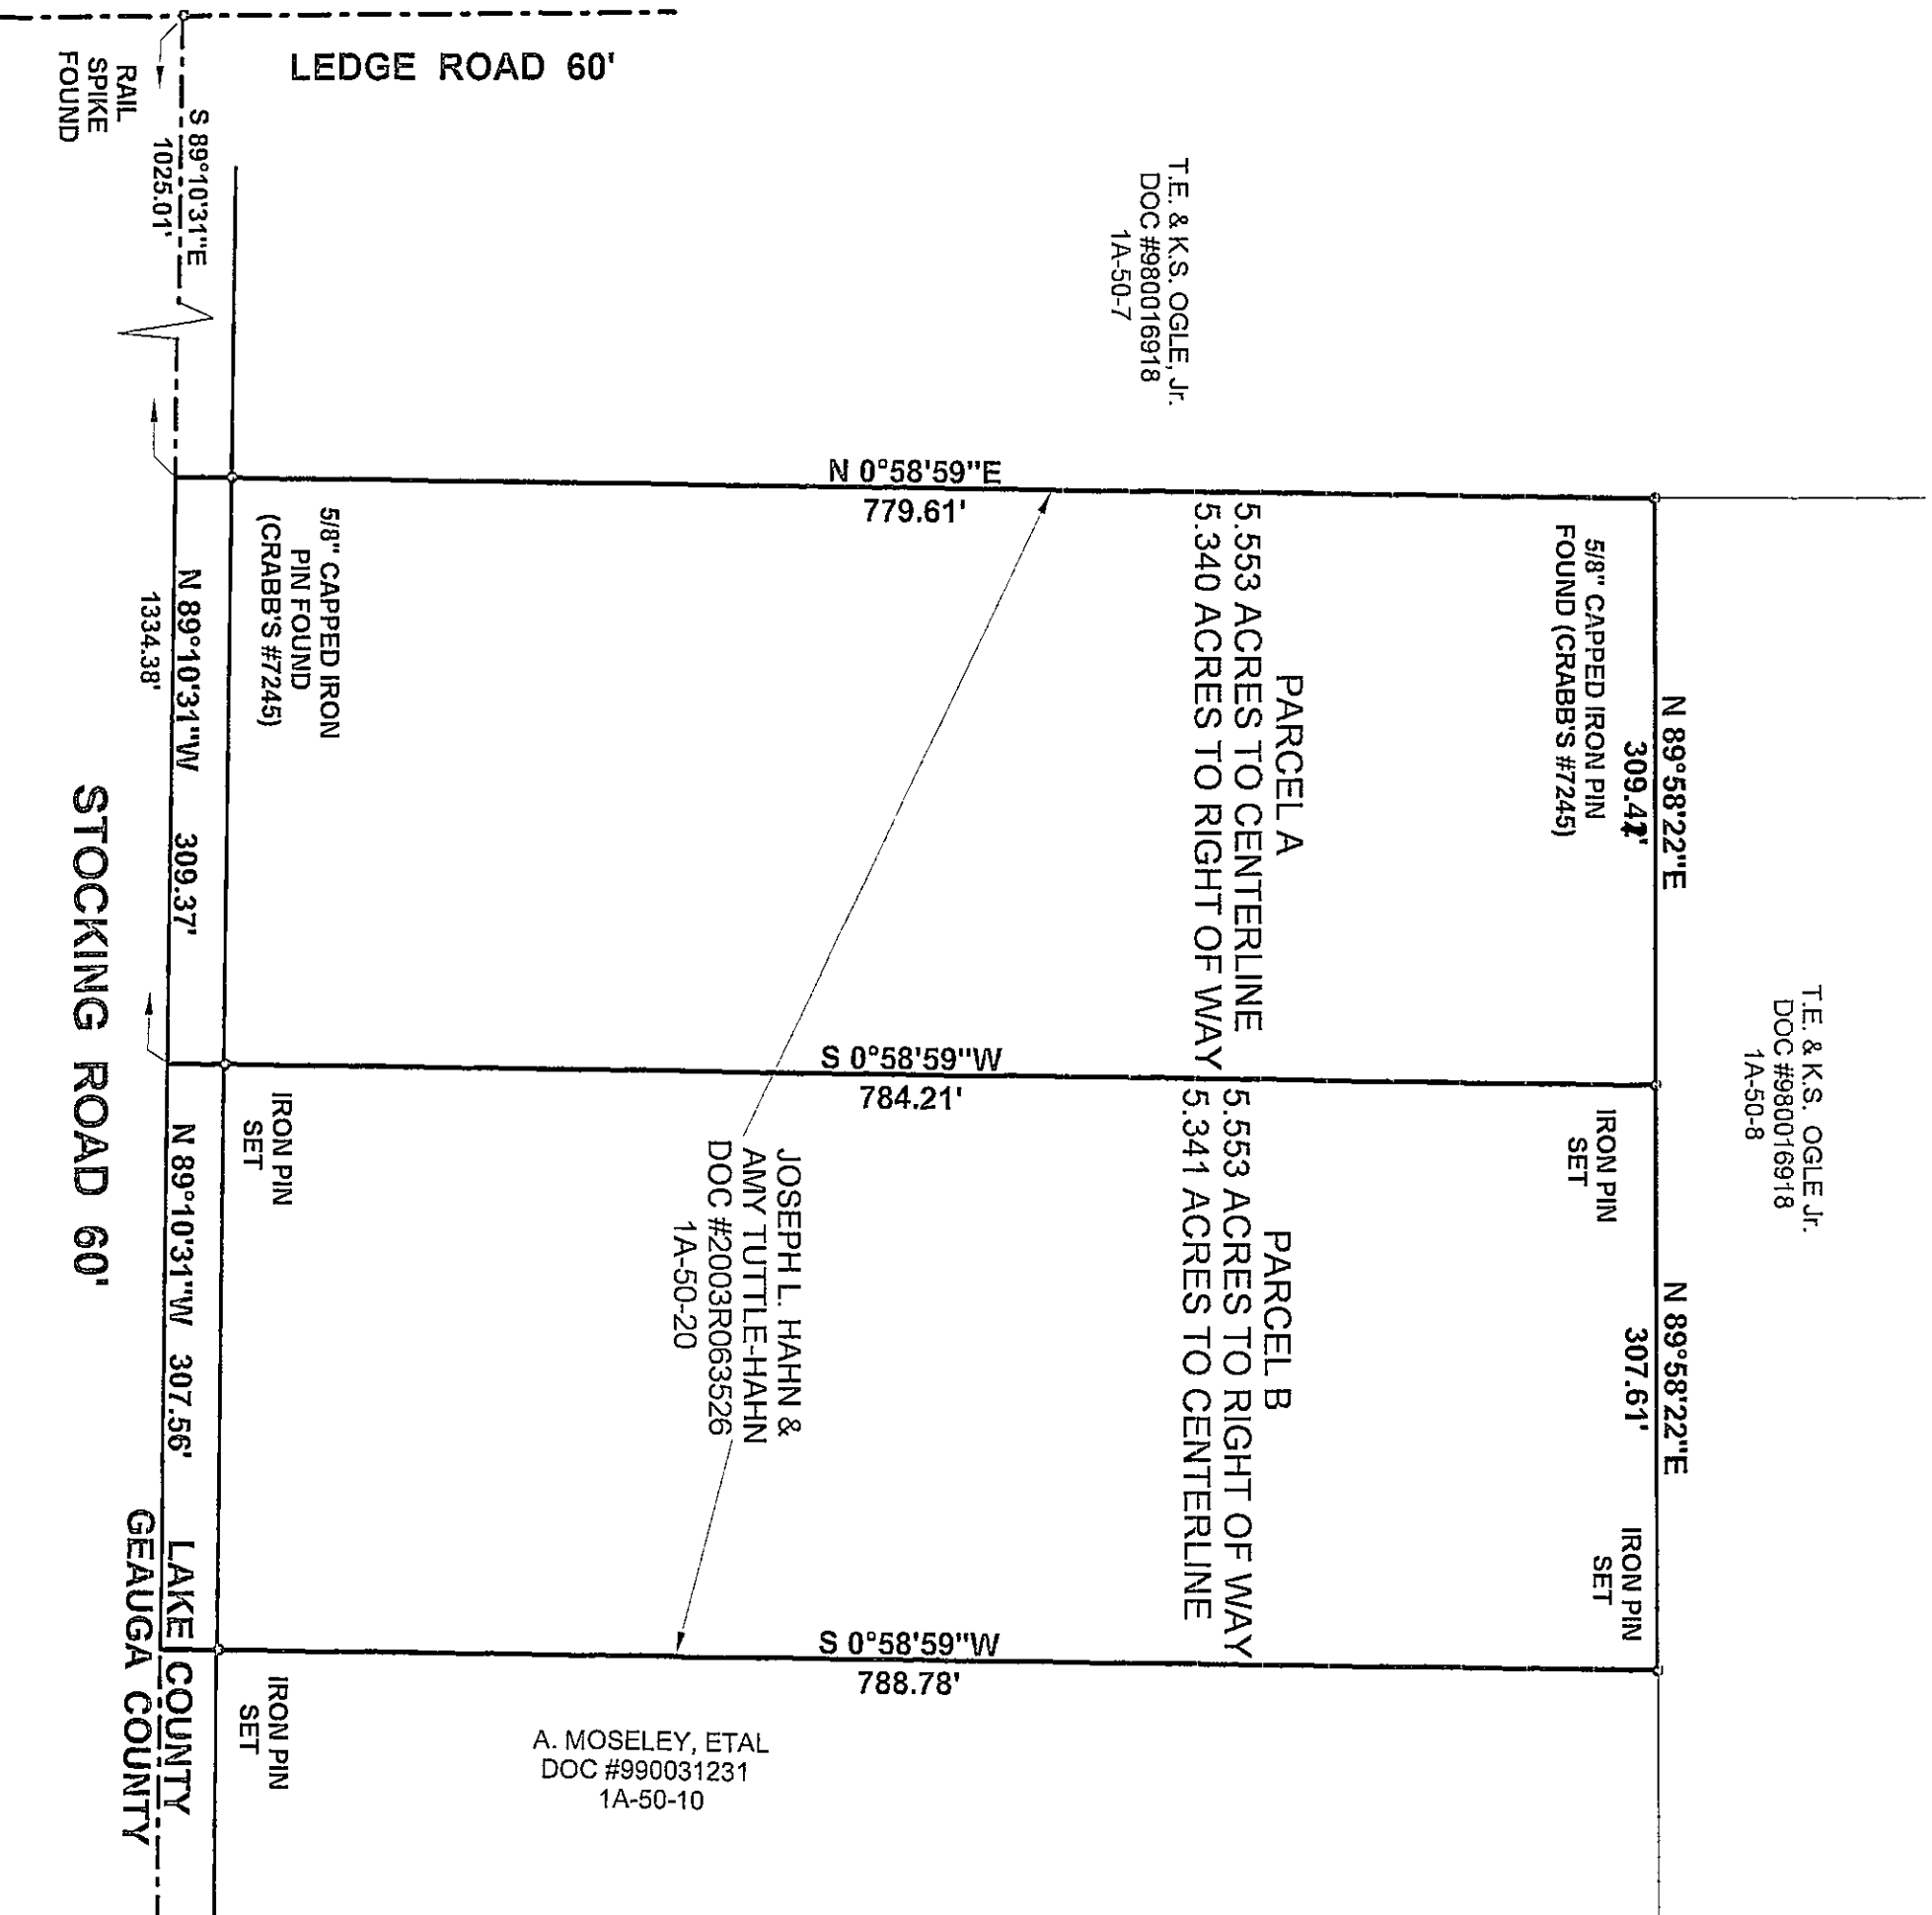 LEDGE ROAD 60'
RAIL
SPIKE
FOUND
S 89°10'31"E
1025.01'
T.E. & K.S. OGLE, Jr.
DOC #980016918
1A-50-7
N 0°58'59"E
779.61'
5/8" CAPPED IRON
PIN FOUND
(CRABB'S #7245)
N 89°10'31"W 309.37'
1334.38'
PARCEL A
5.553 ACRES TO CENTERLINE
5.340 ACRES TO RIGHT OF WAY
5/8" CAPPED IRON PIN
FOUND (CRABB'S #7245)
N 89°58'22"E
T.E. & K.S. OGLE Jr.
DOC #980016918
1A-50-8
STOCKING ROAD 60'
S 0°58'59"W
784.21'
IRON PIN
SET
IRON PIN
SET
N 89°58'22"E
307.61'
PARCEL B
5.553 ACRES TO RIGHT OF WAY
5.341 ACRES TO CENTERLINE
JOSEPH L. HAHN &
AMY TUTTLE-HAHN
DOC #2003R063526
1A-50-20
N 89°10'31"W 307.56'
LAKE COUNTY
GEAUGA COUNTY
IRON PIN
SET
S 0°58'59"W
788.78'
IRON PIN
SET
A. MOSELEY, ETAL
DOC #990031231
1A-50-10